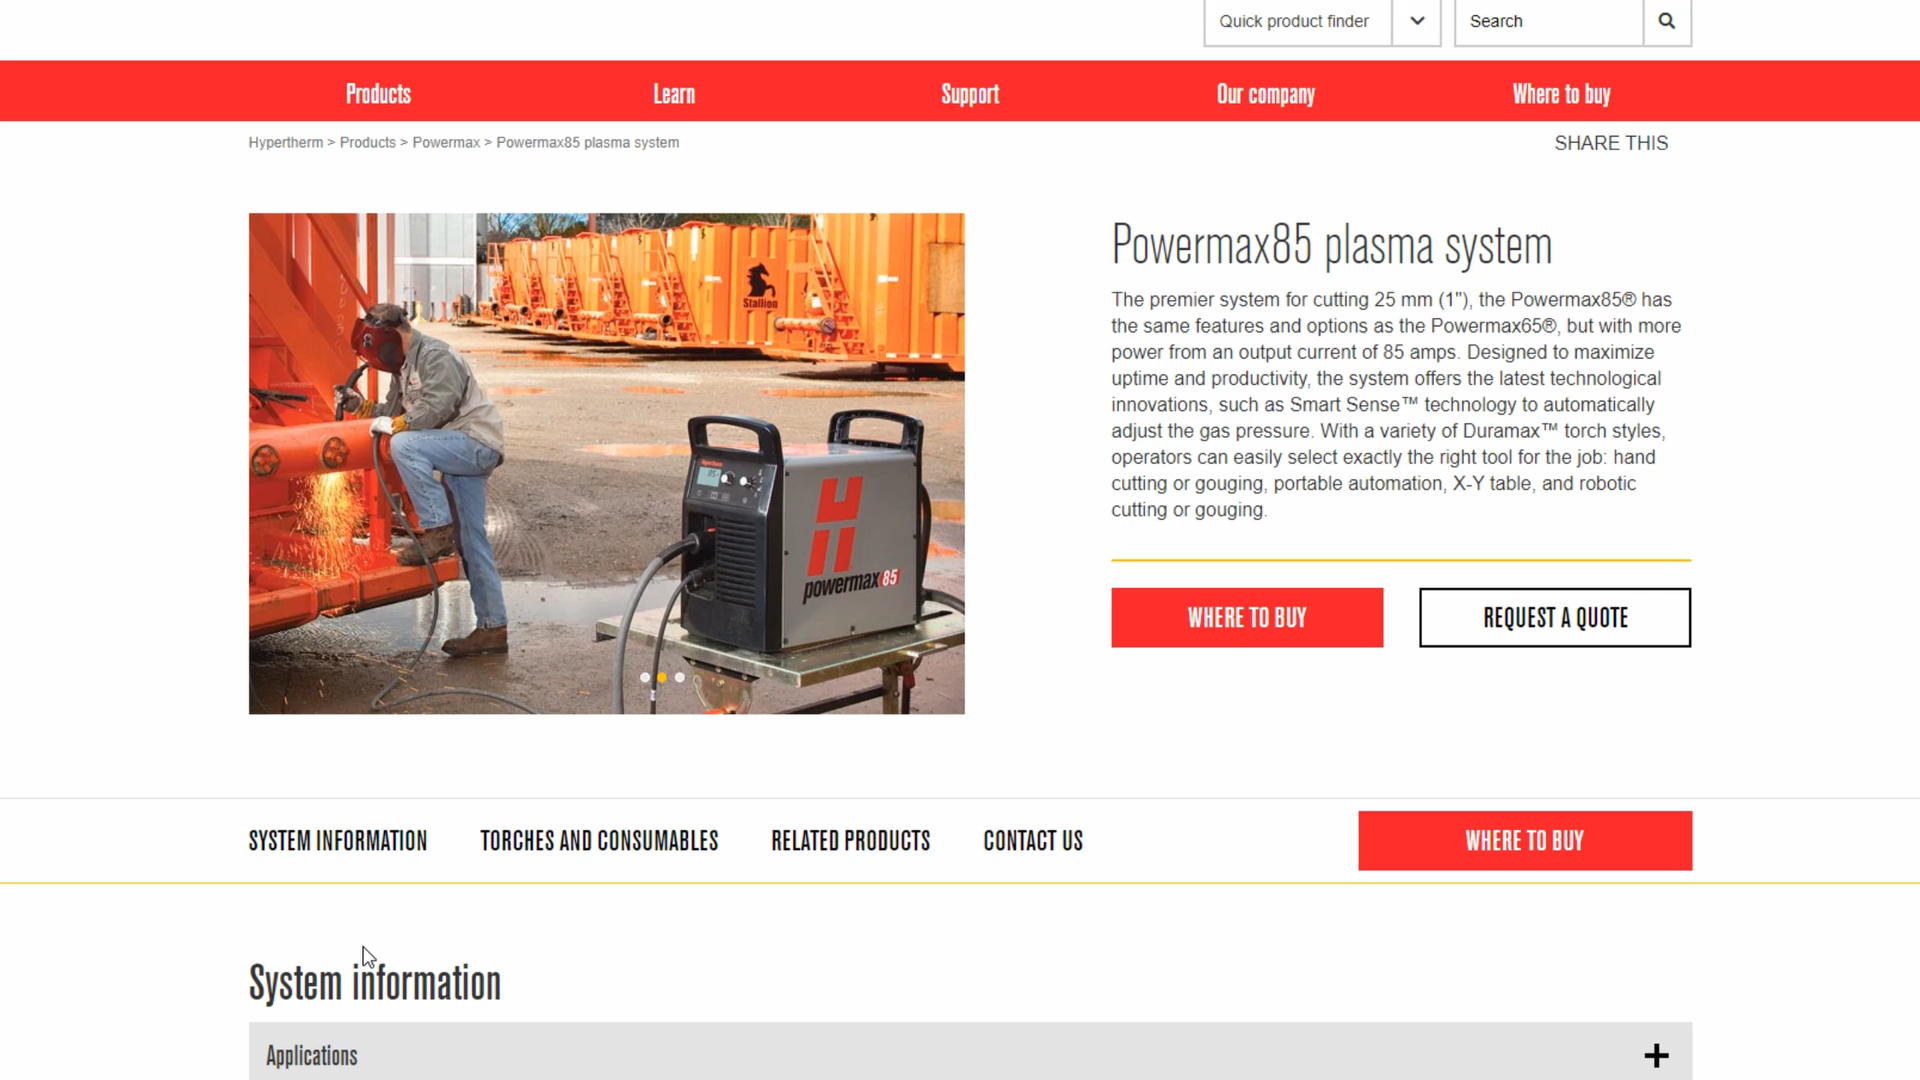 Quick product finder
Search
Products
Learn
Support
Our company
Where to buy
Hypertherm > Products > Powermax > Powermax85 plasma system
SHARE THIS
Stallion
85
powermax 85
Powermax85 plasma system
The premier system for cutting 25 mm (1"), the Powermax85® has
the same features and options as the Powermax65®, but with more
power from an output current of 85 amps. Designed to maximize
uptime and productivity, the system offers the latest technological
innovations, such as Smart Sense™ technology to automatically
adjust the gas pressure. With a variety of Duramax™ torch styles,
operators can easily select exactly the right tool for the job: hand
cutting or gouging, portable automation, X-Y table, and robotic
cutting or gouging.
WHERE TO BUY
REQUEST A QUOTE
SYSTEM INFORMATION
TORCHES AND CONSUMABLES
RELATED PRODUCTS
CONTACT US
WHERE TO BUY
System information
Applications